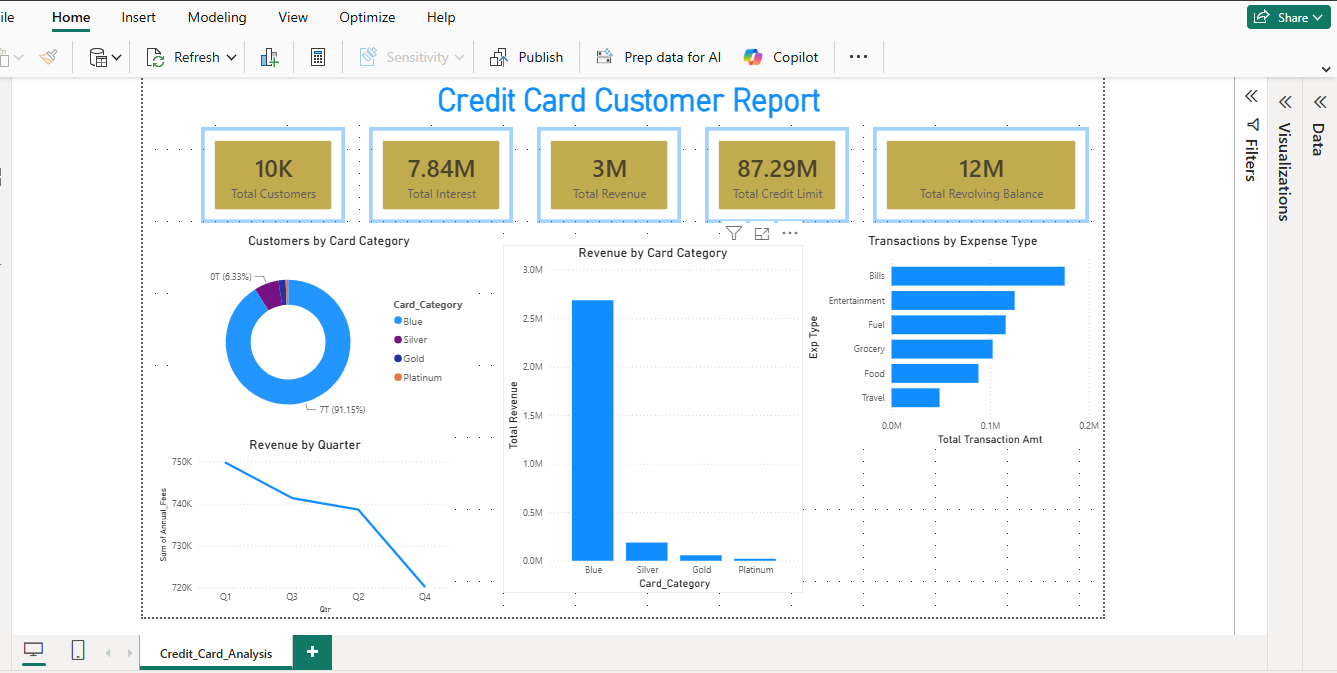 ile Home Insert Modeling View Optimize Help Share
Refresh Sensitivity Publish Prep data for AI Copilot
Credit Card Customer Report
10K 7.84M 3M 87.29M 12M
Total Customers Total Interest Total Revenue Total Credit Limit Total Revolving Balance
Customers by Card Category
0T (6.33%)
7T (91.15%)
Card_Category
Blue
Silver
Gold
Platinum
Revenue by Quarter
Sum of Annual_Fees
750K
740K
730K
720K
Q1 Q3 Q2 Q4
Qtr
Revenue by Card Category
Total Revenue
3.0M
2.5M
2.0M
1.5M
1.0M
0.5M
0.0M
Blue Silver Gold Platinum
Card_Category
Transactions by Expense Type
Exp Type
Bills
Entertainment
Fuel
Grocery
Food
Travel
0.0M 0.1M 0.2M
Total Transaction Amt
Filters
Visualizations
Data
Credit_Card_Analysis